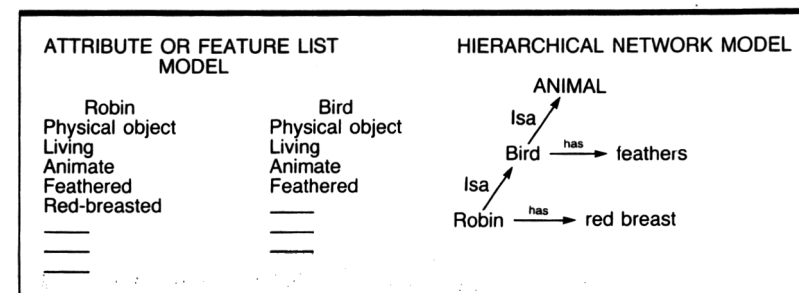 ATTRIBUTE OR FEATURE LIST
MODEL
Robin
Physical object
Living
Animate
Feathered
Red-breasted
Bird
Physical object
Living
Animate
Feathered
HIERARCHICAL NETWORK MODEL
ANIMAL
Isa
Bird has feathers
Isa
Robin has red breast